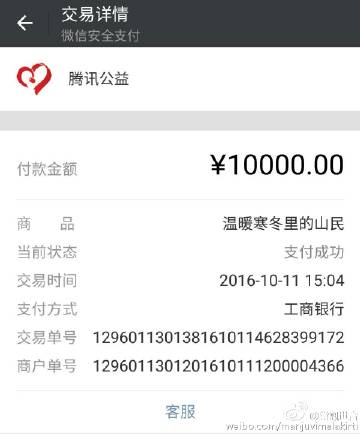 交易详情
微信安全支付
腾讯公益
付款金额 ¥10000.00
商 品 温暖寒冬里的山民
当前状态 支付成功
交易时间 2016-10-11 15:04
支付方式 工商银行
交易单号 1296011301381610114628399172
商户单号 1296011301201610111200004366
客服
weibo.com/manjuvimalakirti